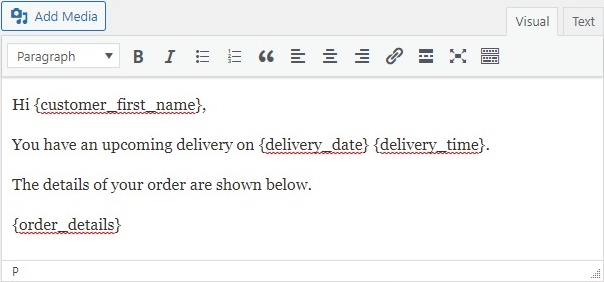 Add Media
Visual Text
Paragraph B I
Hi {customer_first_name},
You have an upcoming delivery on {delivery_date} {delivery_time}.
The details of your order are shown below.
{order_details}
P